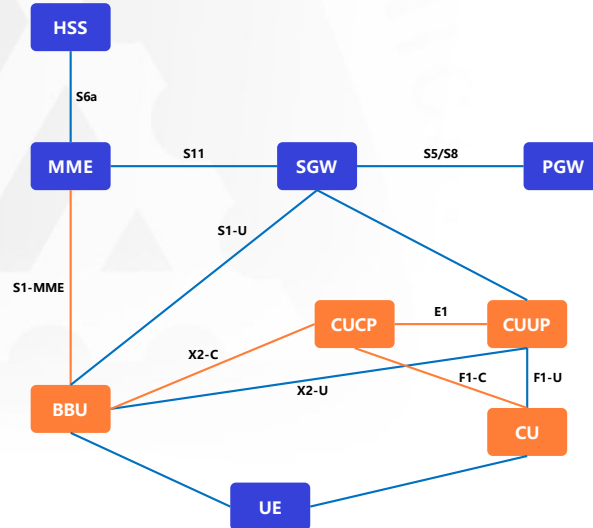 HSS
S6a
MME
S11
SGW
S5/S8
PGW
S1-U
S1-MME
CUCP
E1
CUUP
X2-C
X2-U
F1-C
F1-U
BBU
CU
UE